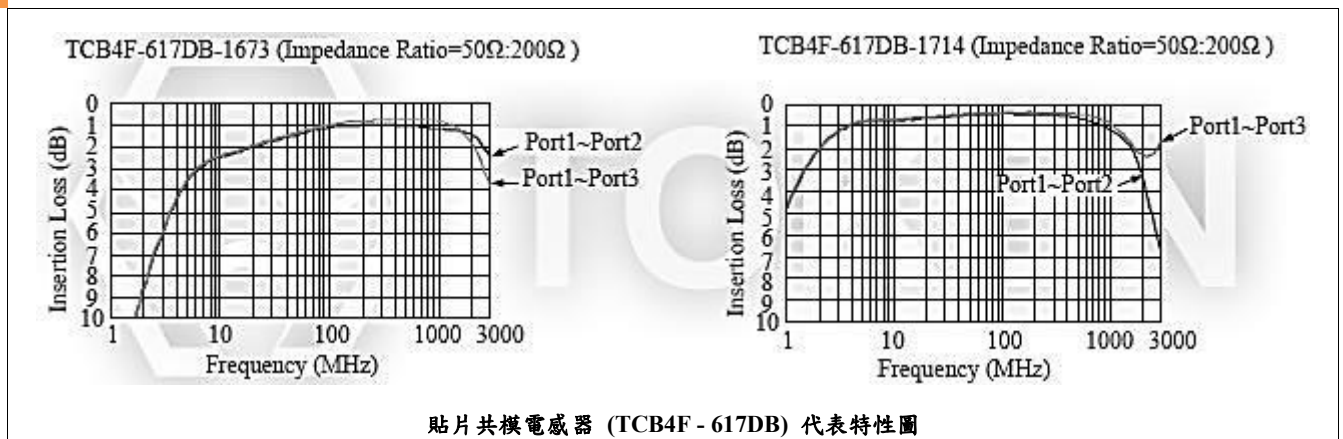 TCB4F-617DB-1673 (Impedance Ratio=50Ω:200Ω )
0
1
2
3
4
5
6
7
8
9
10
Insertion Loss (dB)
Port1~Port2
Port1~Port3
1 10 100 1000 3000
Frequency (MHz)
TCB4F-617DB-1714 (Impedance Ratio=50Ω:200Ω )
0
1
2
3
4
5
6
7
8
9
10
Insertion Loss (dB)
Port1~Port3
Port1~Port2
1 10 100 1000 3000
Frequency (MHz)
貼片共模電感器 (TCB4F - 617DB) 代表特性圖